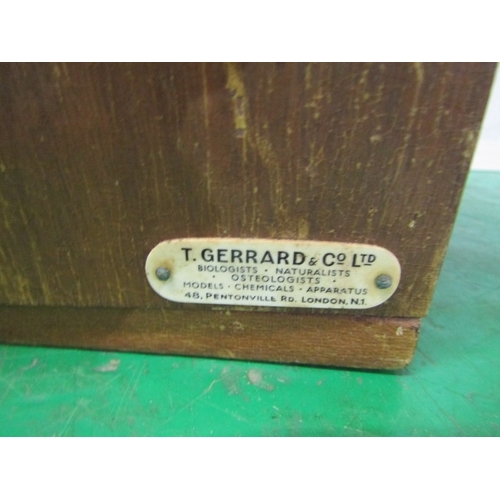 T. GERRARD & Co LTD
BIOLOGISTS · NATURALISTS
· OSTEOLOGISTS ·
MODELS · CHEMICALS · APPARATUS
48, PENTONVILLE RD. LONDON, N.1.